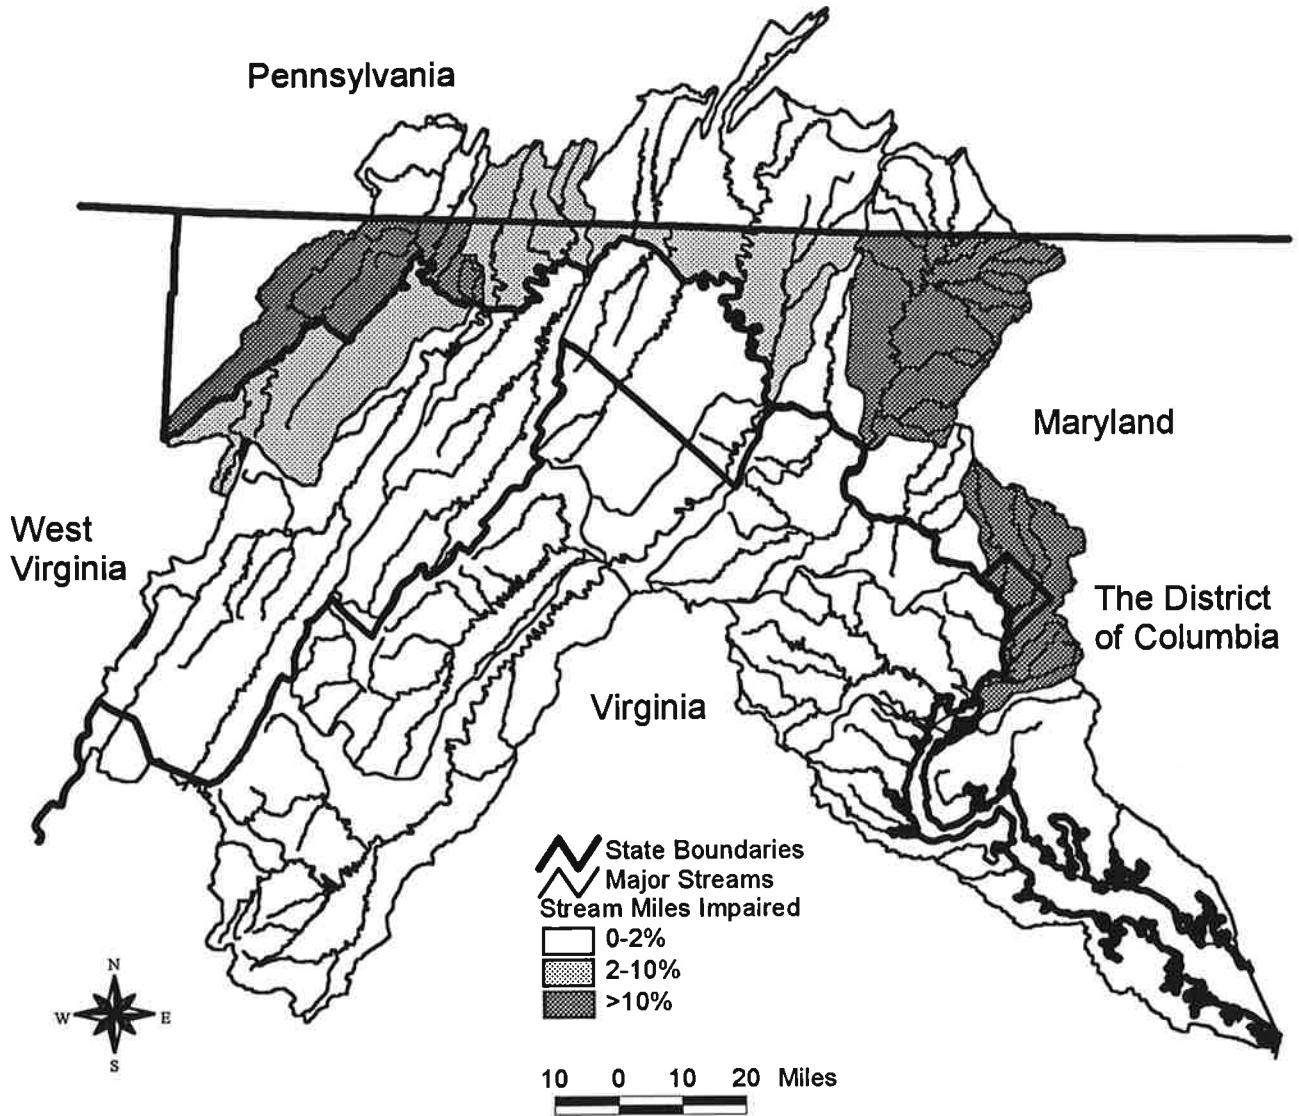 Pennsylvania
Maryland
West
Virginia
The District
of Columbia
Virginia
State Boundaries
Major Streams
Stream Miles Impaired
0-2%
2-10%
>10%
N
W E
S
10 0 10 20 Miles